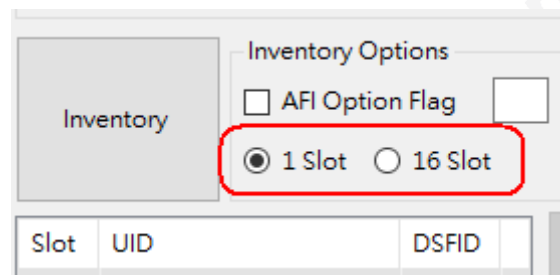 Inventory
Inventory Options
AFI Option Flag
1 Slot 16 Slot
Slot UID DSFID